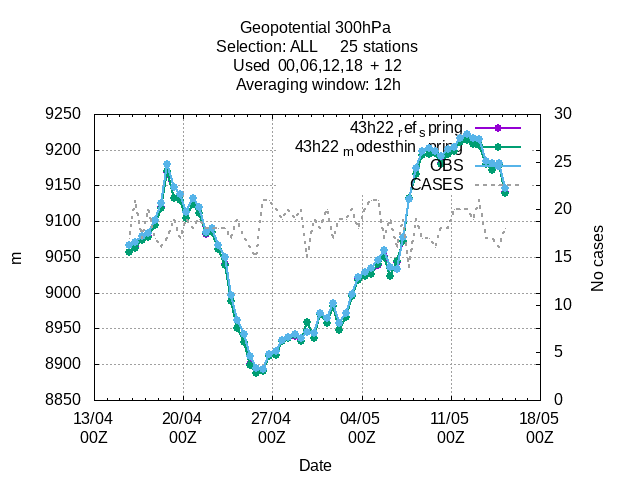 Geopotential 300hPa
Selection: ALL 25 stations
Used 00,06,12,18 + 12
Averaging window: 12h
9250
9200
9150
9100
9050
9000
8950
8900
8850
30
25
20
15
10
5
0
43h22 ref spring
43h22 modesthin spring
OBS
CASES
m
No cases
13/04 20/04 27/04 04/05 11/05 18/05
00Z 00Z 00Z 00Z 00Z 00Z
Date